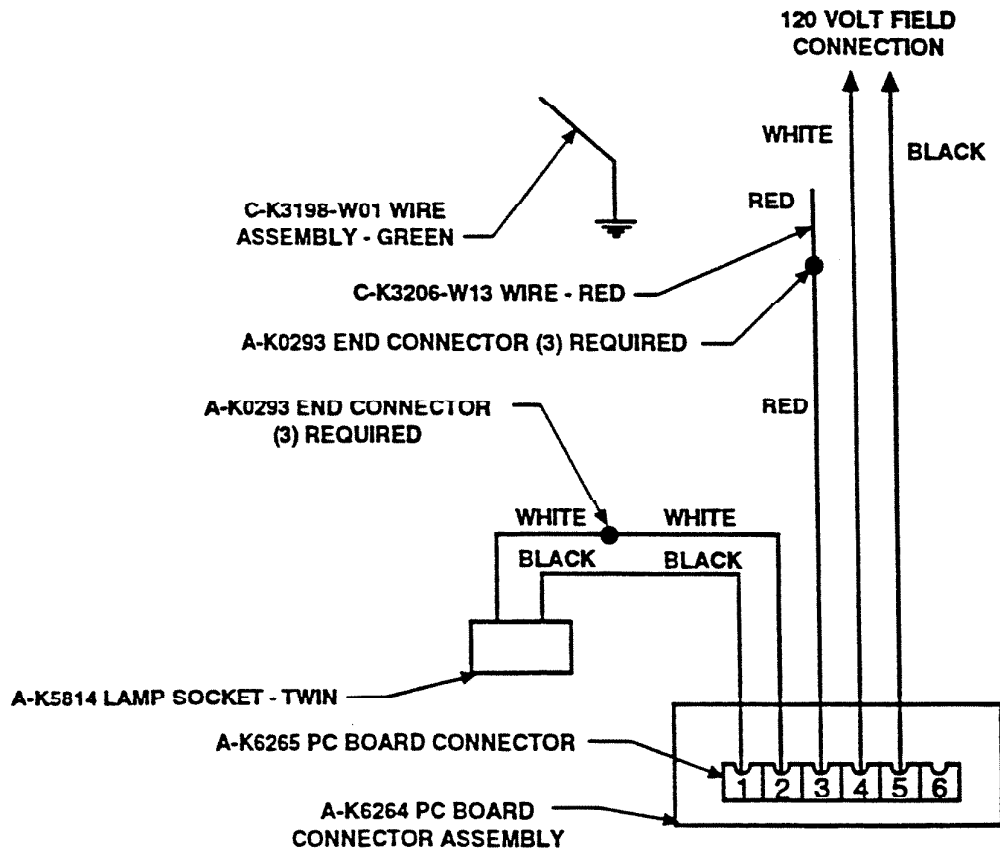 120 VOLT FIELD
CONNECTION
WHITE
BLACK
RED
C-K3198-W01 WIRE
ASSEMBLY - GREEN
C-K3206-W13 WIRE - RED
A-K0293 END CONNECTOR (3) REQUIRED
RED
A-K0293 END CONNECTOR
(3) REQUIRED
WHITE WHITE
BLACK BLACK
A-K5814 LAMP SOCKET - TWIN
A-K6265 PC BOARD CONNECTOR
1 2 3 4 5 6
A-K6264 PC BOARD
CONNECTOR ASSEMBLY